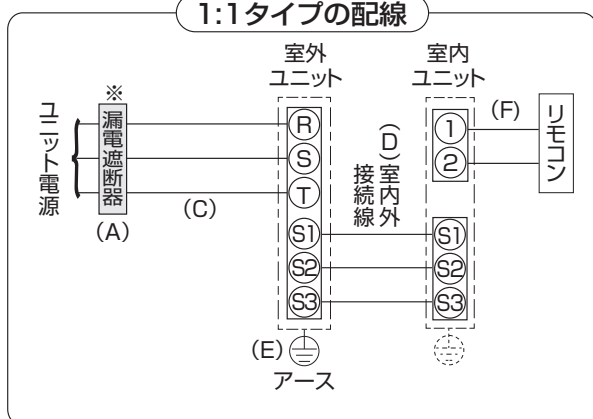 1:1タイプの配線
室外
ユニット
室内
ユニット
※
ユニット電源
漏電遮断器
(A)
(C)
R
S
T
S1
S2
S3
(D)室内外
接続線
1
2
S1
S2
S3
(F)
リモコン
(E)
アース